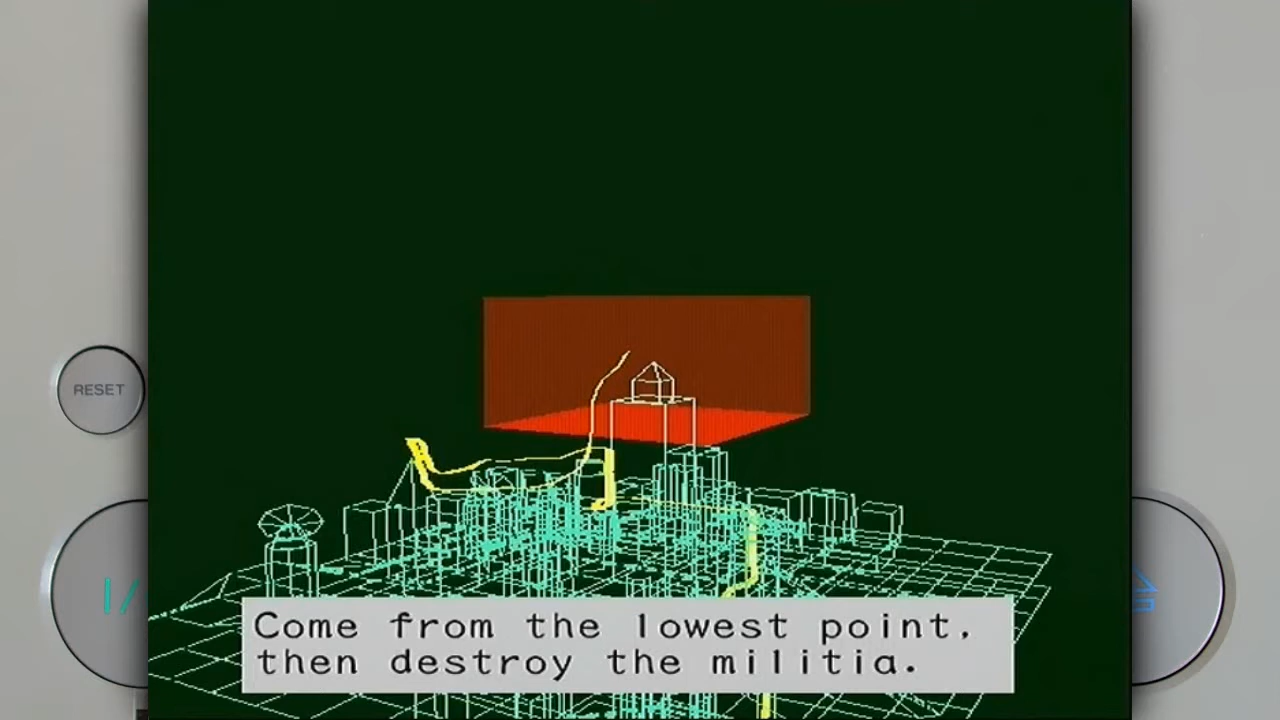 RESET
Come from the lowest point,
then destroy the militia.